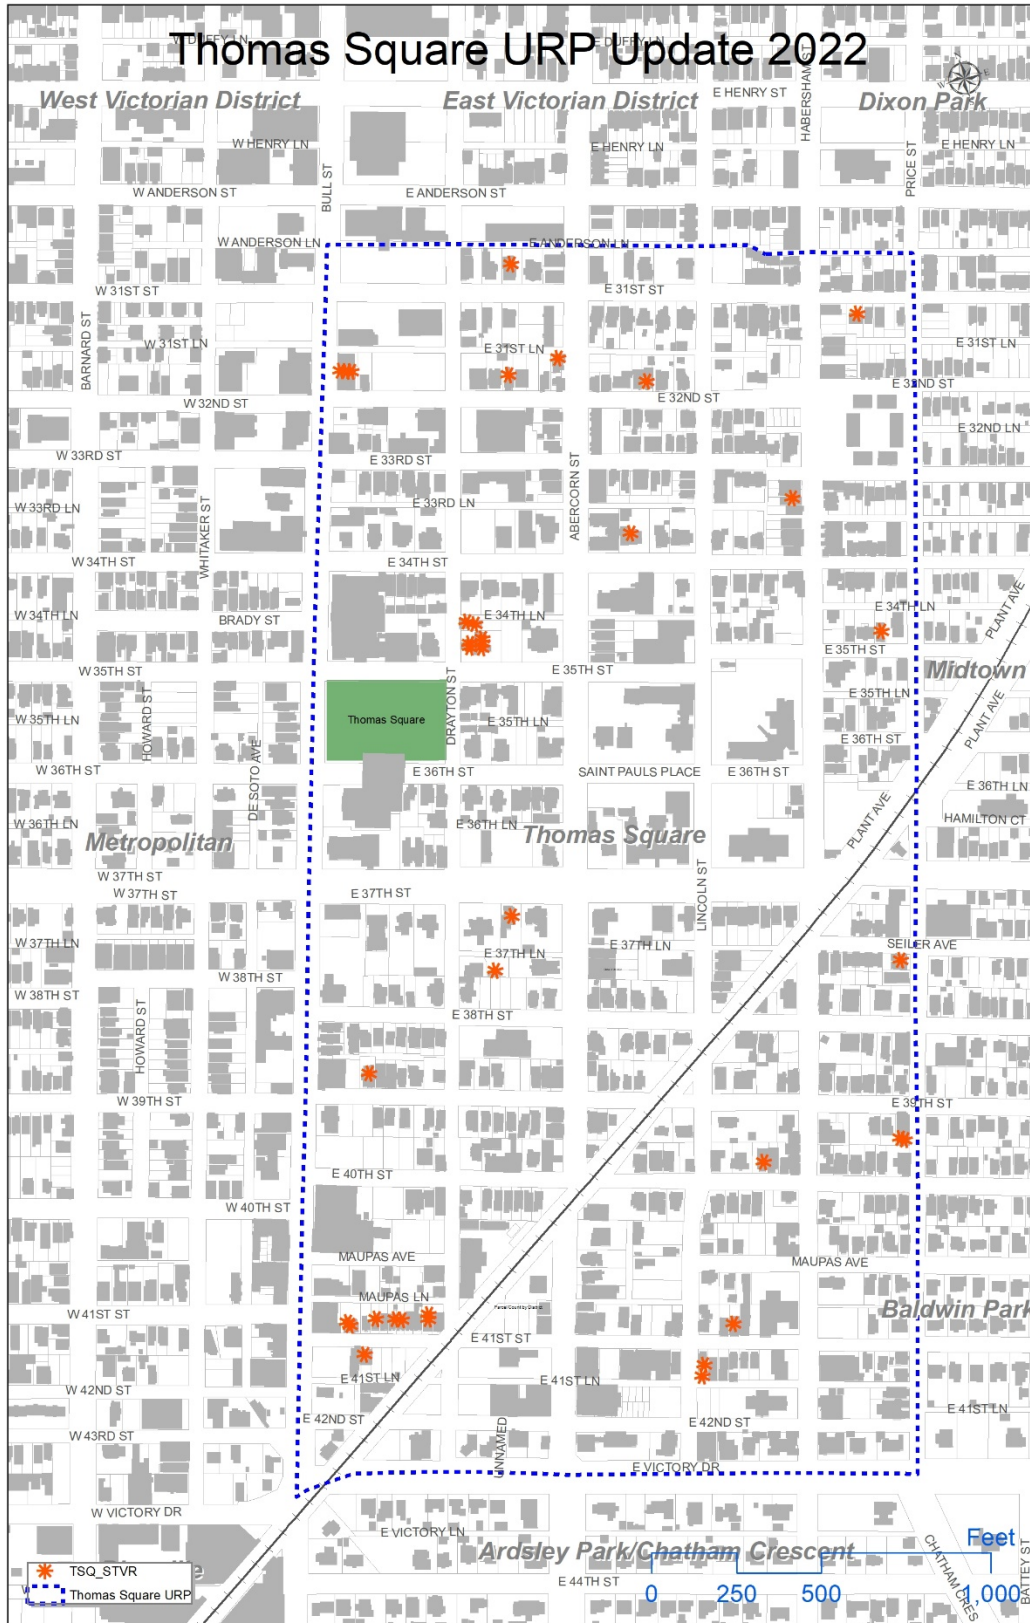 Thomas Square URP Update 2022
W DUFFY LN
E DUFFY LN
West Victorian District
East Victorian District
E HENRY ST
HABERSHAM ST
Dixon Park
W HENRY LN
E HENRY LN
E HENRY LN
W ANDERSON ST
BULL ST
E ANDERSON ST
PRICE ST
W ANDERSON LN
E ANDERSON LN
W 31ST ST
E 31ST ST
BARNARD ST
W 31ST LN
E 31ST LN
E 31ST LN
W 32ND ST
E 32ND ST
E 32ND ST
E 32ND LN
W 33RD ST
E 33RD ST
ABERCORN ST
W 33RD LN
WHITAKER ST
E 33RD LN
W 34TH ST
E 34TH ST
W 34TH LN
BRADY ST
E 34TH LN
E 34TH LN
PLANT AVE
W 35TH ST
E 35TH ST
E 35TH ST
Midtown
W 35TH LN
HOWARD ST
Thomas Square
DRAYTON ST
E 35TH LN
E 35TH LN
PLANT AVE
W 36TH ST
DE SOTO AVE
E 36TH ST
SAINT PAULS PLACE
E 36TH ST
E 36TH ST
E 36TH LN
W 36TH LN
Metropolitan
E 36TH LN
Thomas Square
PLANT AVE
HAMILTON CT
W 37TH ST
W 37TH ST
E 37TH ST
LINCOLN ST
W 37TH LN
E 37TH LN
E 37TH LN
SEILER AVE
W 38TH ST
W 38TH ST
HOWARD ST
E 38TH ST
W 39TH ST
E 39TH ST
E 40TH ST
W 40TH ST
MAUPAS AVE
MAUPAS AVE
MAUPAS LN
Parcel Count by District
W 41ST ST
E 41ST ST
Baldwin Park
E 41ST LN
E 41ST LN
W 42ND ST
E 42ND ST
UNNAMED
E 42ND ST
E 41ST LN
W 43RD ST
E VICTORY DR
W VICTORY DR
E VICTORY LN
Ardsley Park/Chatham Crescent
CHATHAM CRES
E 44TH ST
Feet
0 250 500 1,000
TSQ_STVR
Thomas Square URP